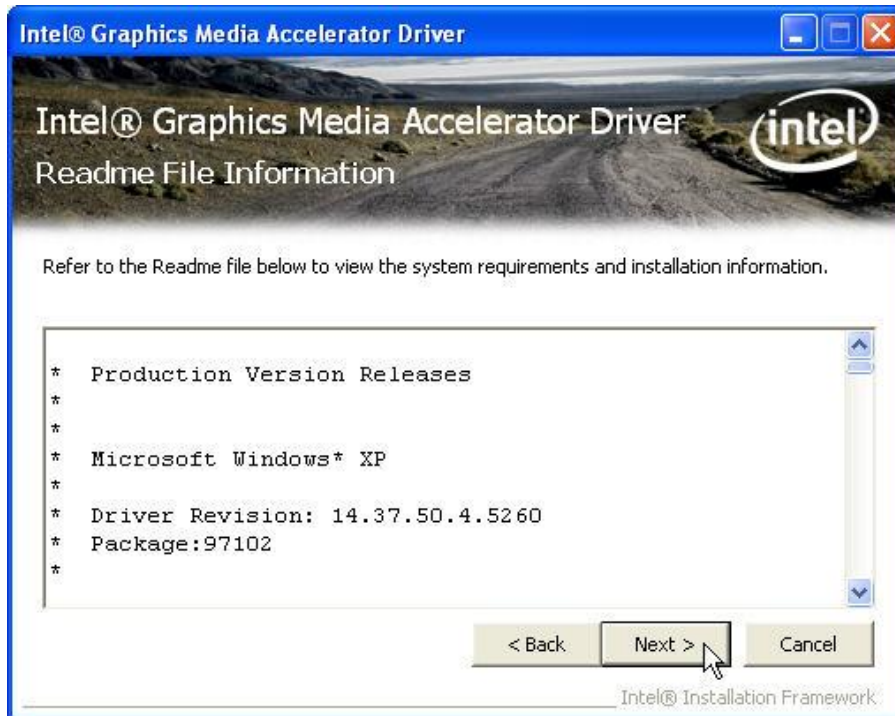 Intel® Graphics Media Accelerator Driver
Intel® Graphics Media Accelerator Driver
intel
Readme File Information
Refer to the Readme file below to view the system requirements and installation information.
* Production Version Releases
*
*
* Microsoft Windows* XP
*
* Driver Revision: 14.37.50.4.5260
* Package:97102
*
< Back
Next >
Cancel
Intel® Installation Framework